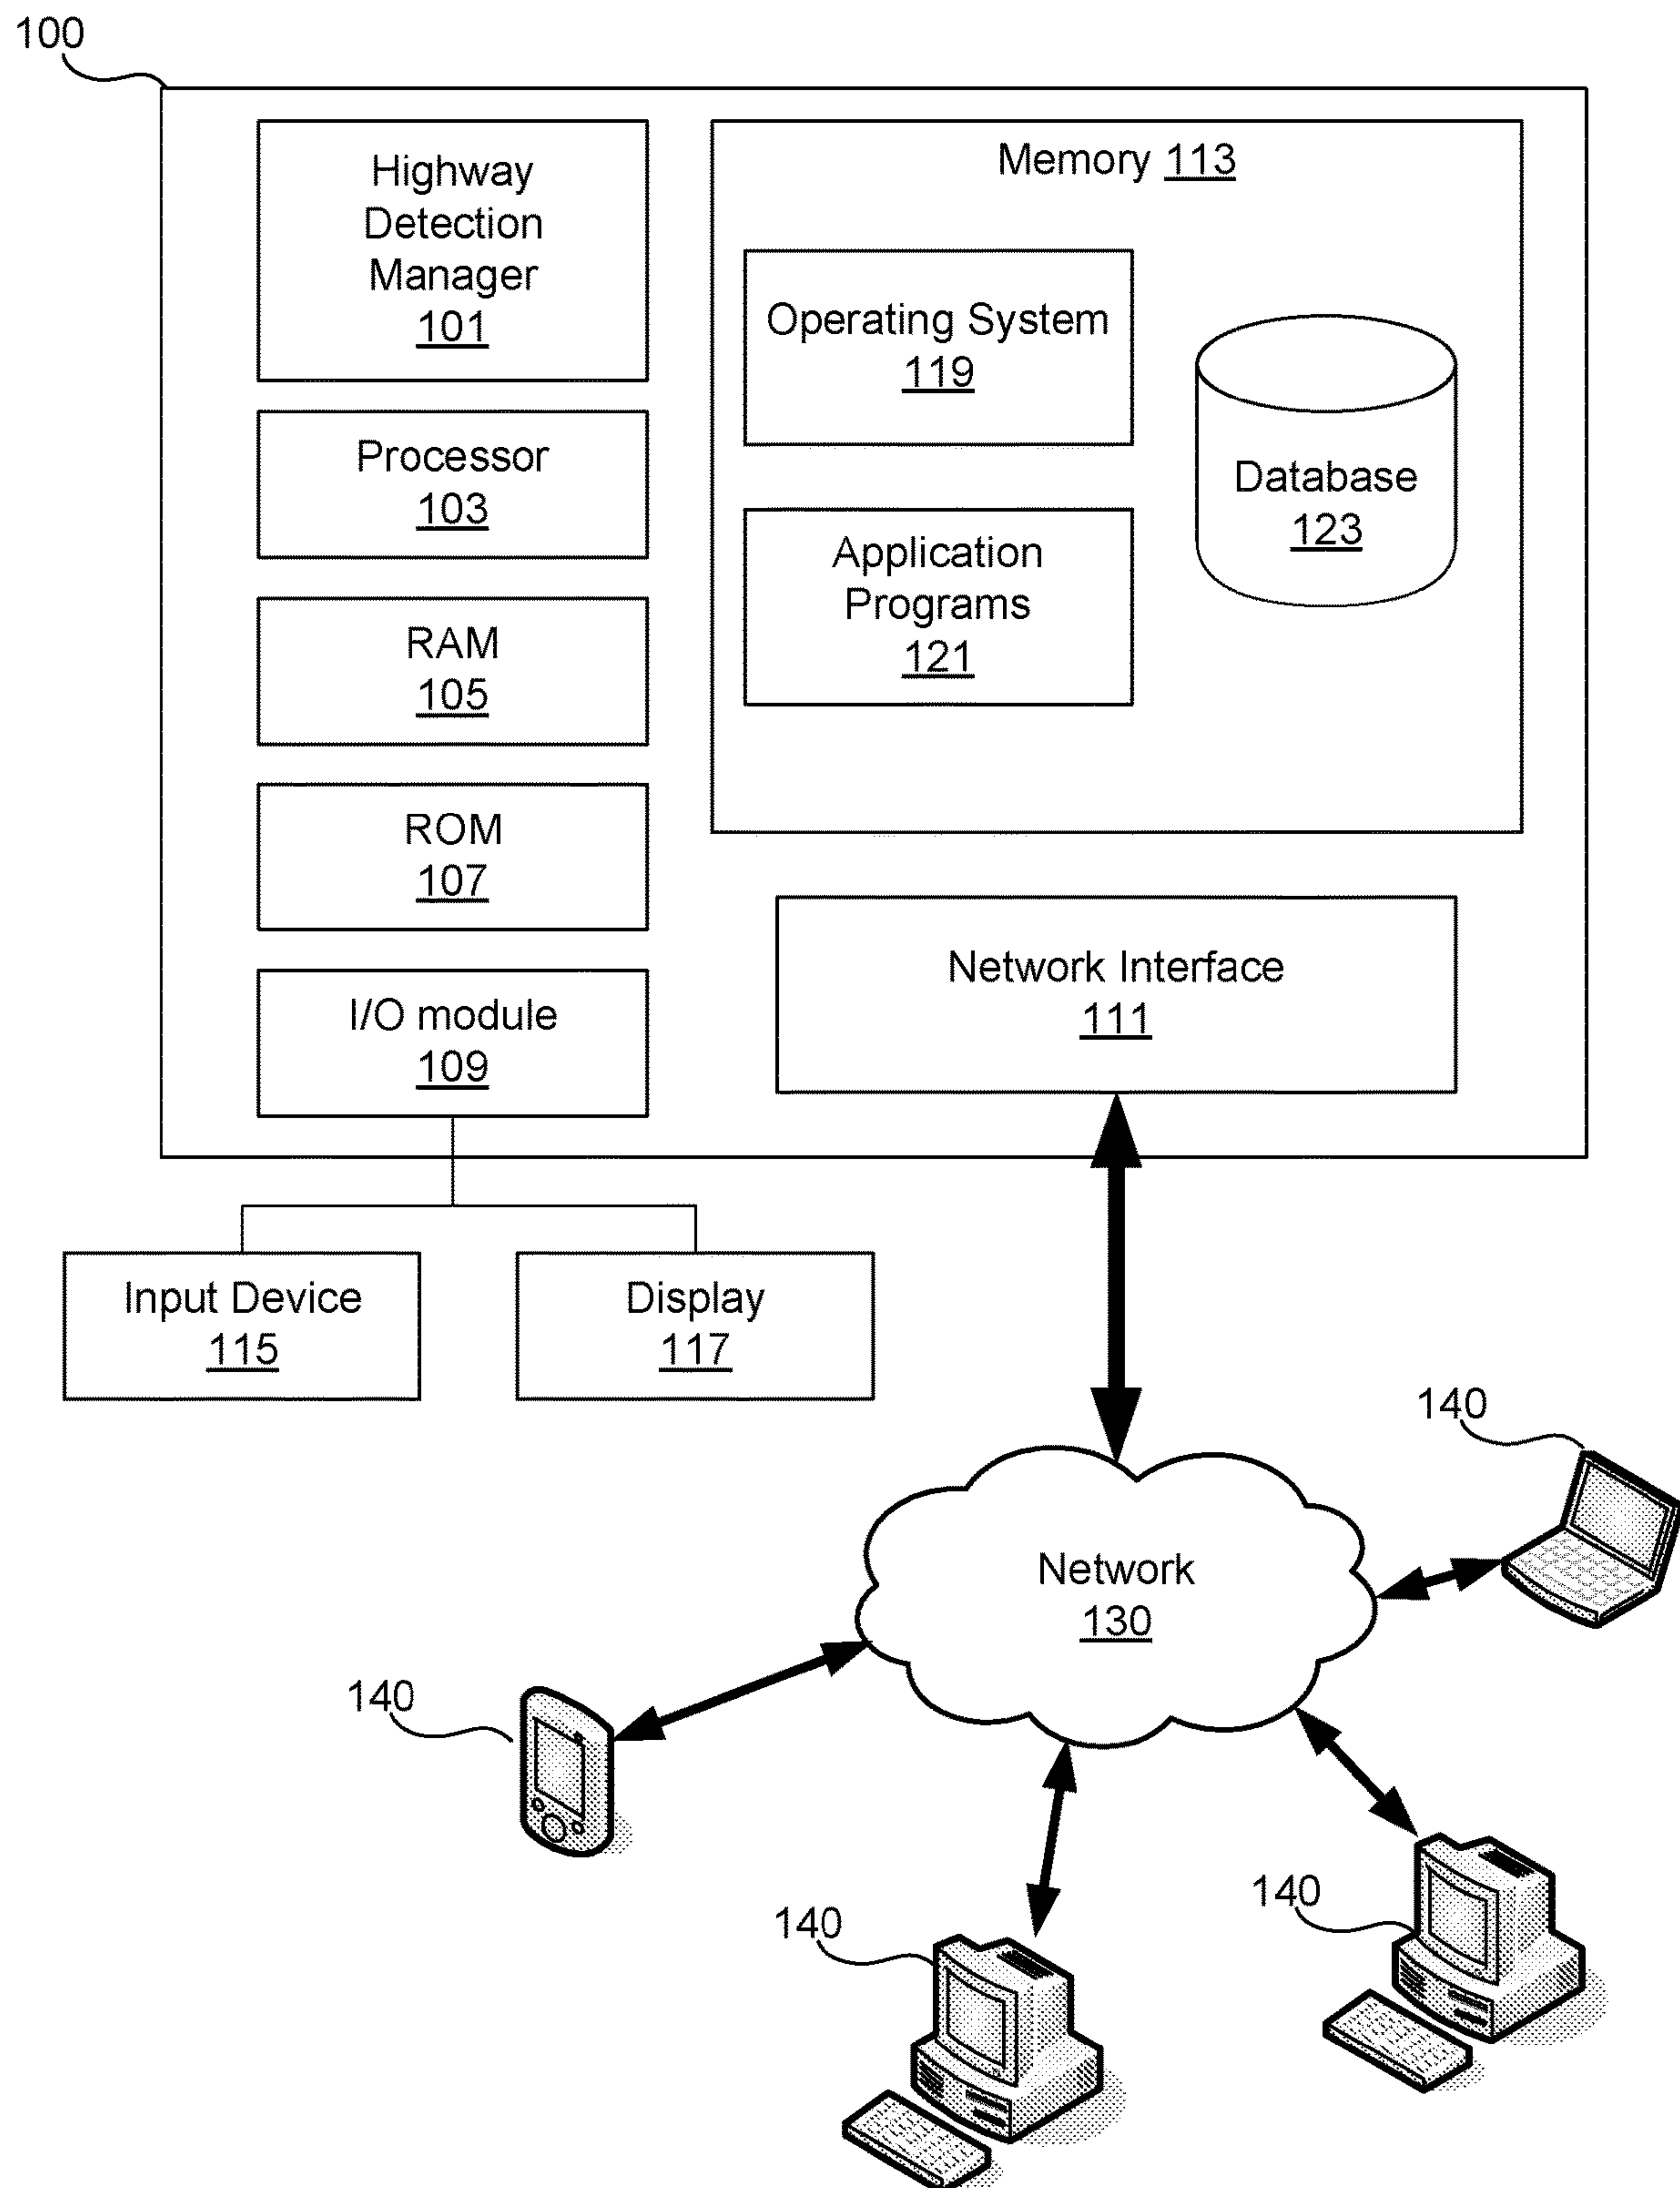 100
Highway
Detection
Manager
101
Processor
103
RAM
105
ROM
107
I/O module
109
Memory 113
Operating System
119
Application
Programs
121
Database
123
Network Interface
111
Input Device
115
Display
117
Network
130
140
140
140
140